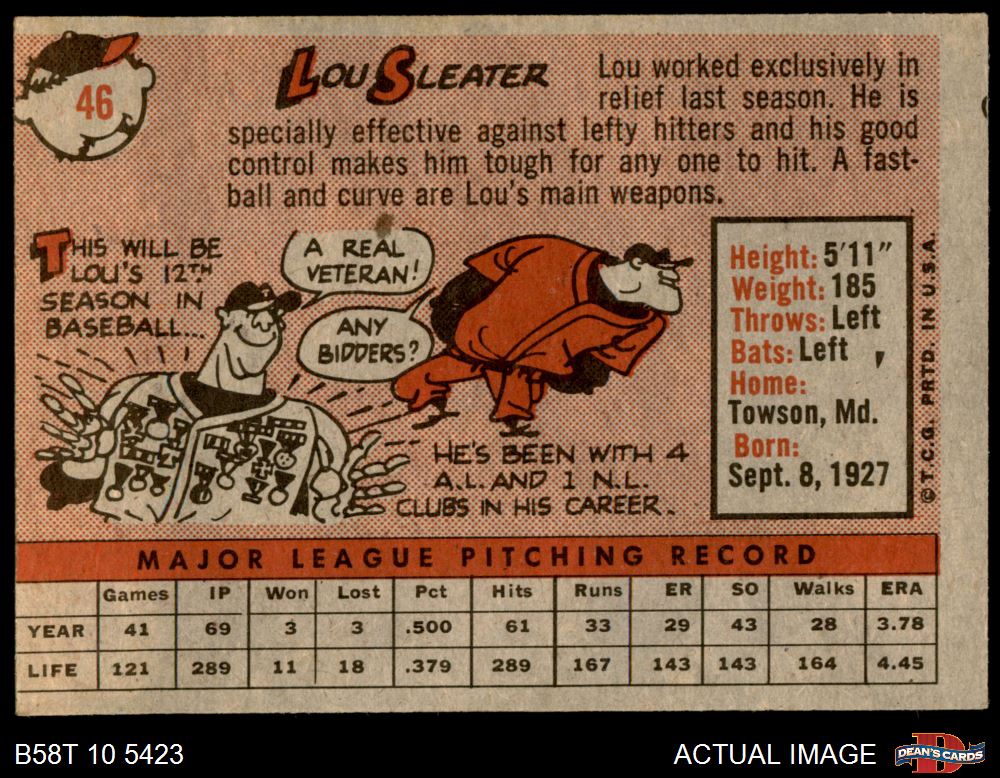 46
LOU SLEATER
Lou worked exclusively in
relief last season. He is
specially effective against lefty hitters and his good
control makes him tough for any one to hit. A fast-
ball and curve are Lou's main weapons.
THIS WILL BE
LOU'S 12TH
SEASON IN
BASEBALL...
A REAL
VETERAN!
ANY
BIDDERS?
HE'S BEEN WITH 4
A.L. AND 1 N.L.
CLUBS IN HIS CAREER.
Height: 5'11"
Weight: 185
Throws: Left
Bats: Left
Home:
Towson, Md.
Born:
Sept. 8, 1927
© T.C.G. PRTD. IN U.S.A.
MAJOR LEAGUE PITCHING RECORD
Games IP Won Lost Pct Hits Runs ER SO Walks ERA
YEAR 41 69 3 3 .500 61 33 29 43 28 3.78
LIFE 121 289 11 18 .379 289 167 143 143 164 4.45
B58T 10 5423
ACTUAL IMAGE
D
DEAN'S CARDS